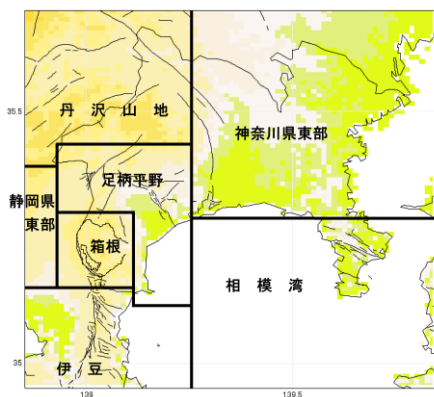 35.5
丹沢山地
神奈川県東部
足柄平野
静岡県
東部
箱根
相模湾
35
伊豆
139
139.5